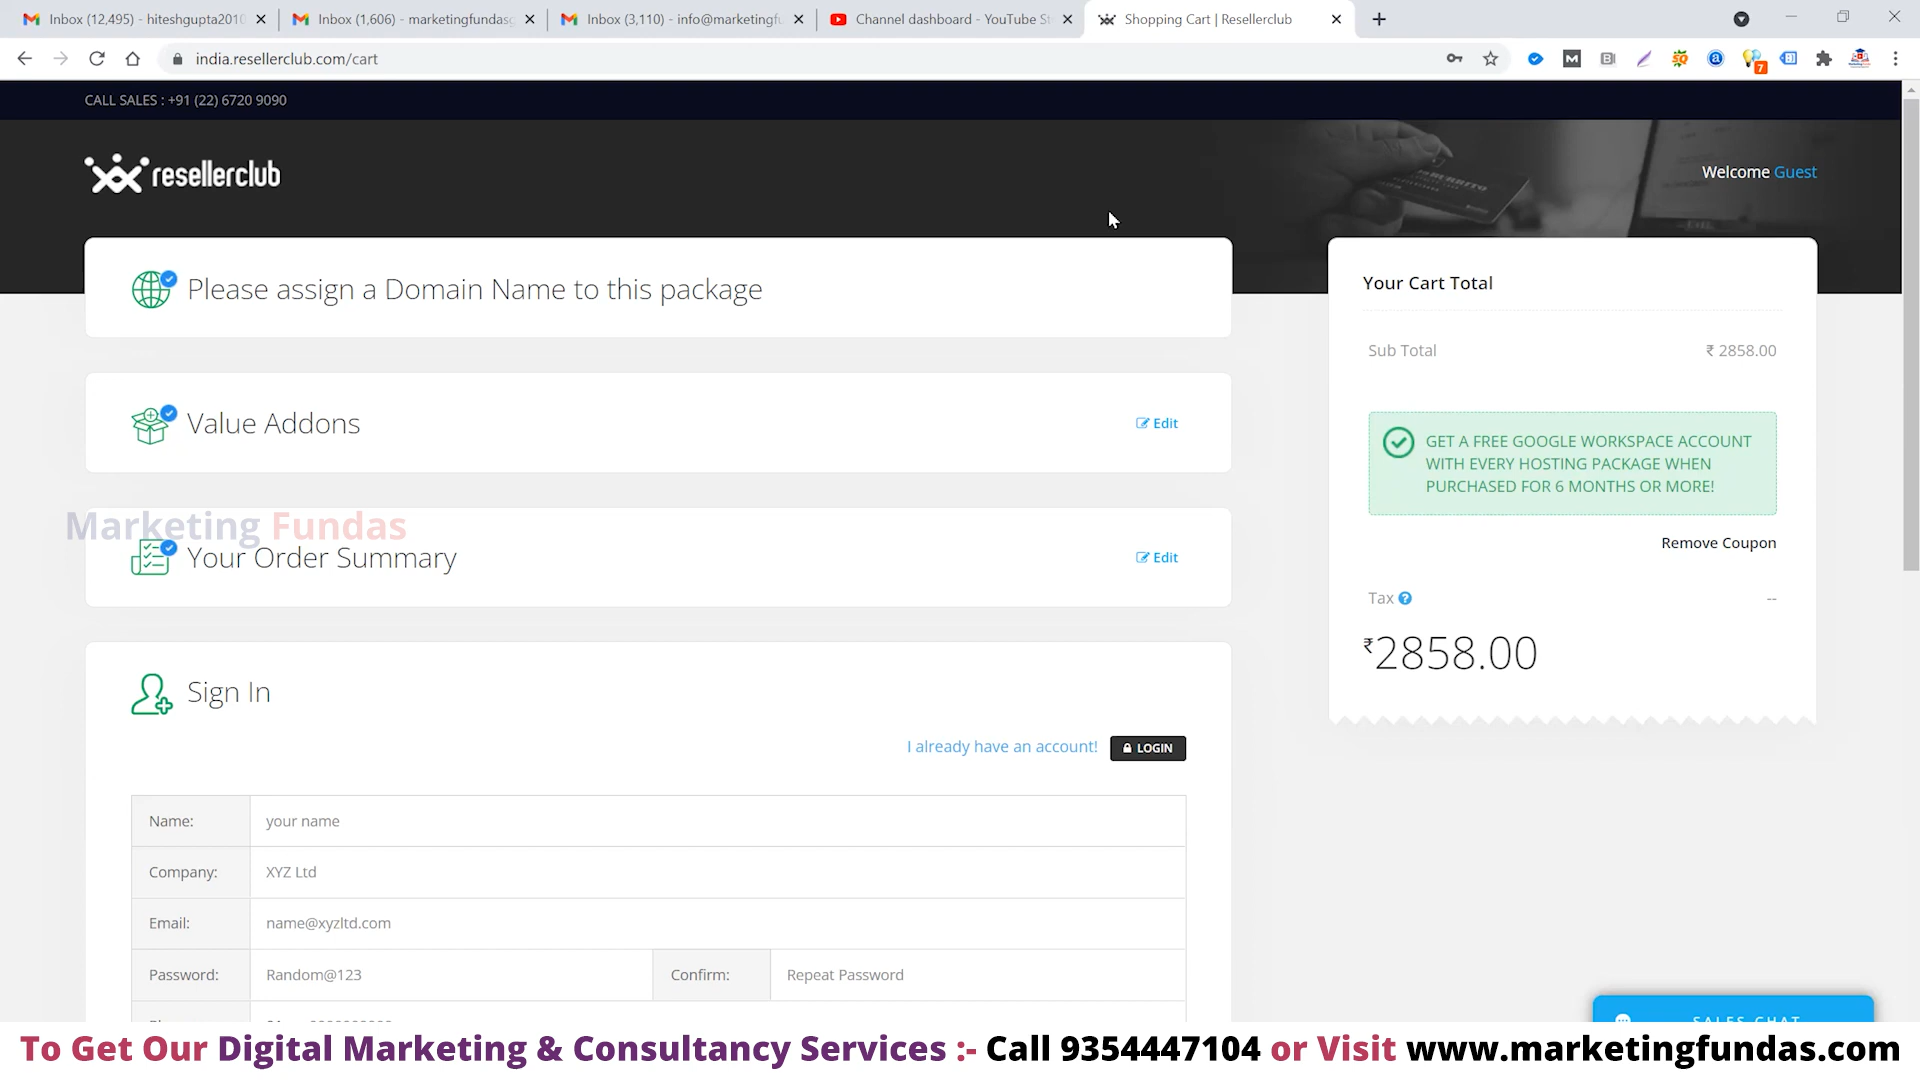 Inbox (12,495) - hiteshgupta2010
Inbox (1,606) - marketingfundasg
Inbox (3,110) - info@marketingfu
Channel dashboard - YouTube St
Shopping Cart | Resellerclub
india.resellerclub.com/cart
7
CALL SALES : +91 (22) 6720 9090
resellerclub
Welcome Guest
Please assign a Domain Name to this package
Your Cart Total
Sub Total
₹ 2858.00
Value Addons
Edit
GET A FREE GOOGLE WORKSPACE ACCOUNT
WITH EVERY HOSTING PACKAGE WHEN
PURCHASED FOR 6 MONTHS OR MORE!
Marketing Fundas
Remove Coupon
Your Order Summary
Edit
Tax
--
₹2858.00
Sign In
I already have an account!
LOGIN
Name:
your name
Company:
XYZ Ltd
Email:
name@xyzltd.com
Password:
Random@123
Confirm:
Repeat Password
SALES CHAT
To Get Our Digital Marketing & Consultancy Services :- Call 9354447104 or Visit www.marketingfundas.com